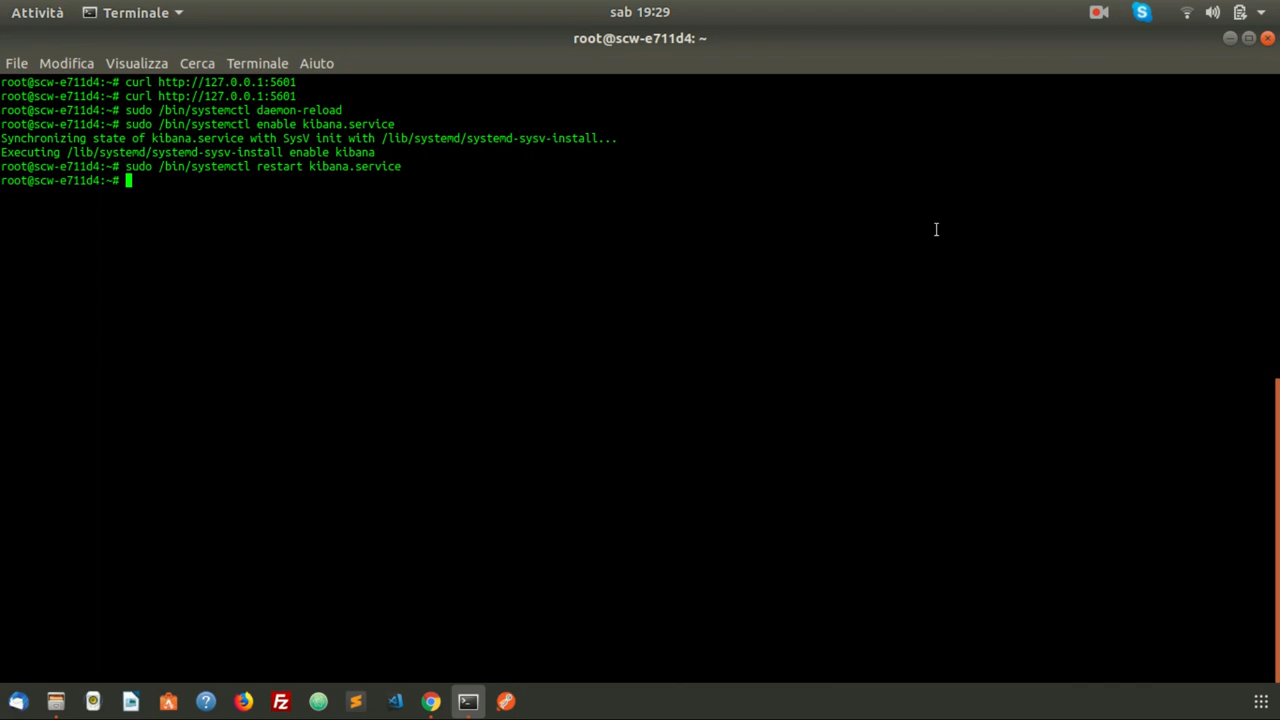 Attività Terminale sab 19:29
root@scw-e711d4: ~
File Modifica Visualizza Cerca Terminale Aiuto
root@scw-e711d4:~# curl http://127.0.0.1:5601
root@scw-e711d4:~# curl http://127.0.0.1:5601
root@scw-e711d4:~# sudo /bin/systemctl daemon-reload
root@scw-e711d4:~# sudo /bin/systemctl enable kibana.service
Synchronizing state of kibana.service with SysV init with /lib/systemd/systemd-sysv-install...
Executing /lib/systemd/systemd-sysv-install enable kibana
root@scw-e711d4:~# sudo /bin/systemctl restart kibana.service
root@scw-e711d4:~#